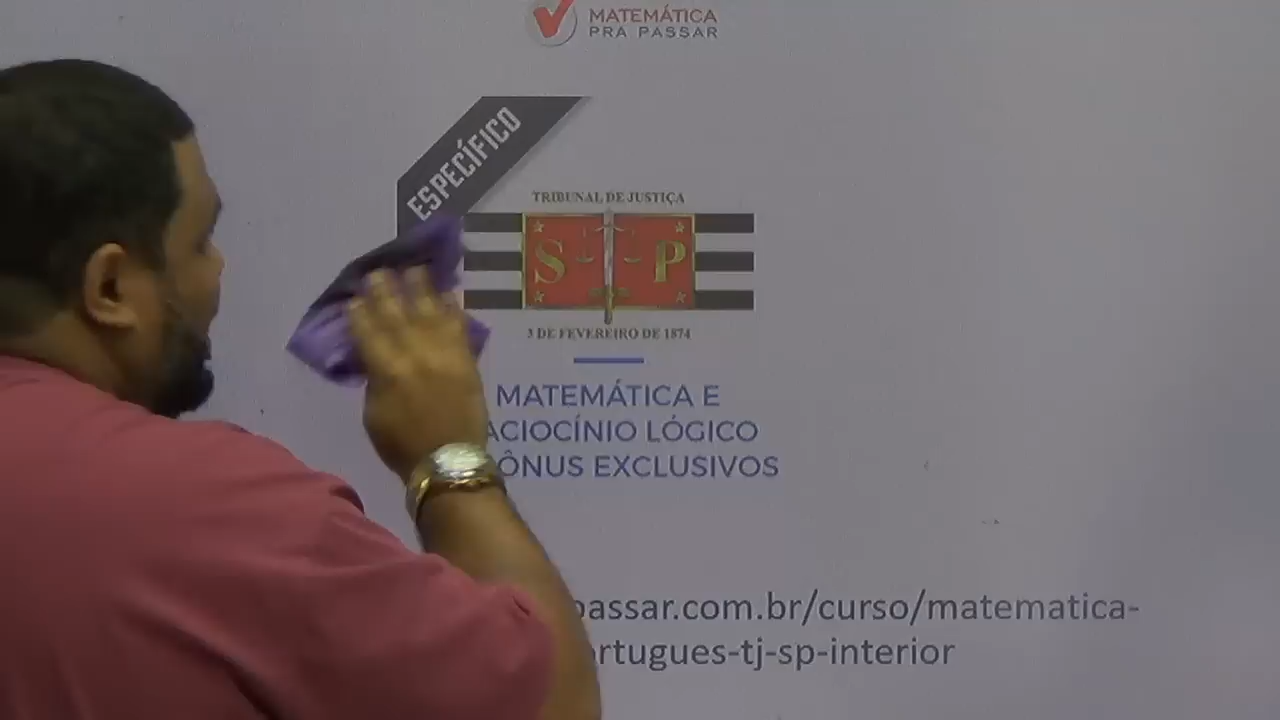 MATEMÁTICA
PRA PASSAR
ESPECÍFICO
TRIBUNAL DE JUSTIÇA
S P
3 DE FEVEREIRO DE 1874
MATEMÁTICA E
ACIOCÍNIO LÓGICO
ÔNUS EXCLUSIVOS
passar.com.br/curso/matematica-
rtugues-tj-sp-interior